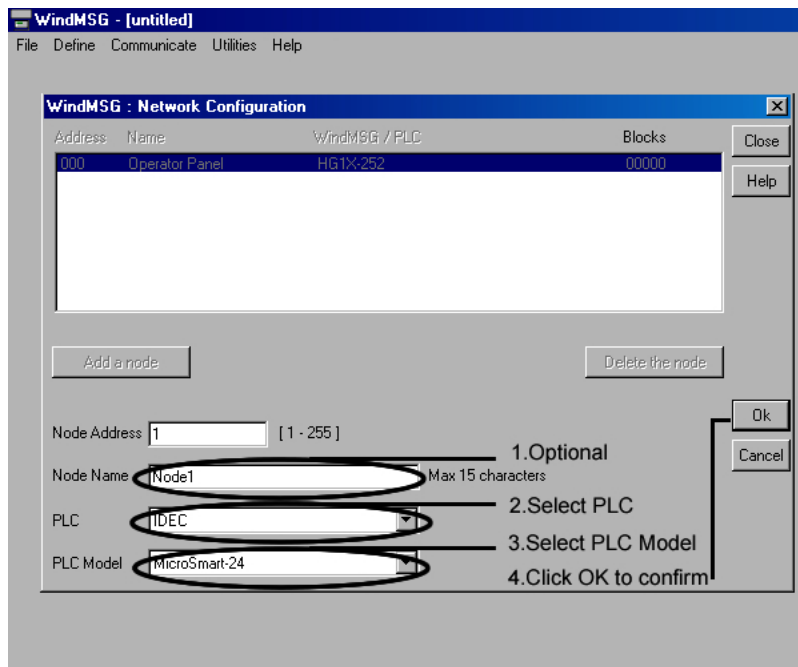 WindMSG - [untitled]
File Define Communicate Utilities Help
WindMSG : Network Configuration
Address Name WindMSG / PLC Blocks
000 Operator Panel HG1X-252 00000
Close
Help
Add a node
Delete the node
Node Address 1 [ 1 - 255 ]
Ok
1.Optional
Cancel
Node Name Node1 Max 15 characters
2.Select PLC
PLC IDEC
3.Select PLC Model
PLC Model MicroSmart-24
4.Click OK to confirm